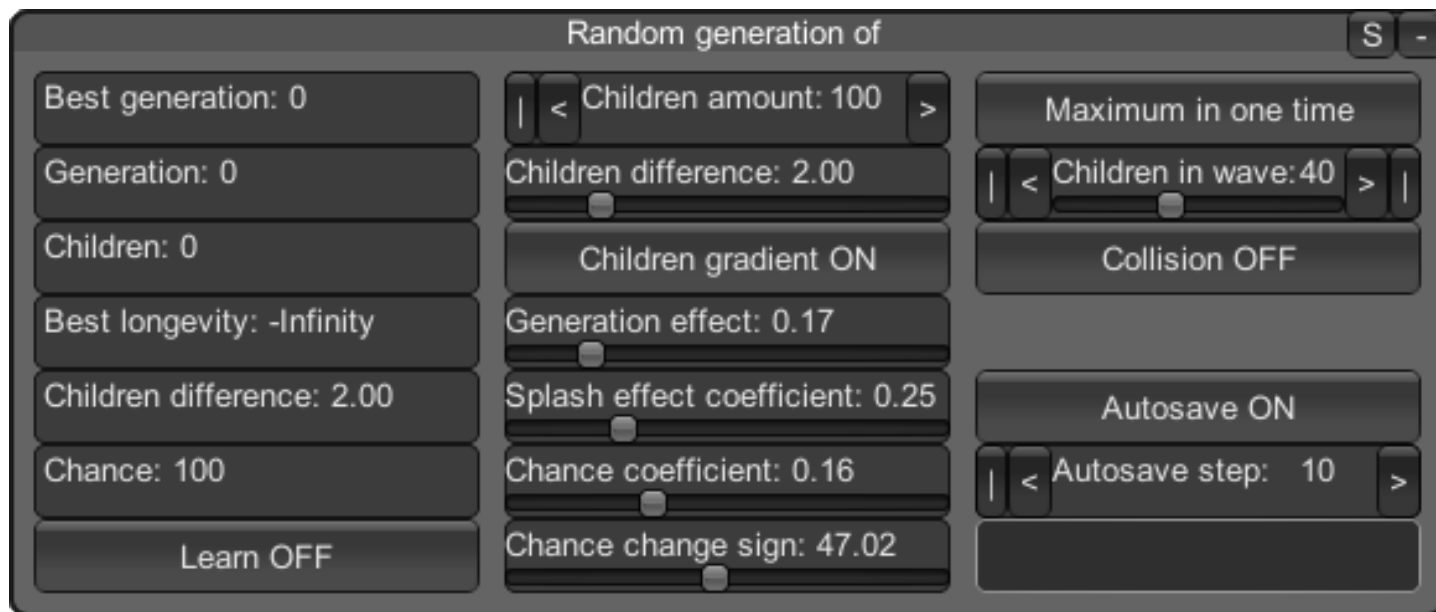 Random generation of
S -
Best generation: 0
Generation: 0
Children: 0
Best longevity: -Infinity
Children difference: 2.00
Chance: 100
Learn OFF
| < Children amount: 100 >
Children difference: 2.00
Children gradient ON
Generation effect: 0.17
Splash effect coefficient: 0.25
Chance coefficient: 0.16
Chance change sign: 47.02
Maximum in one time
| < Children in wave: 40 > |
Collision OFF
Autosave ON
| < Autosave step: 10 >